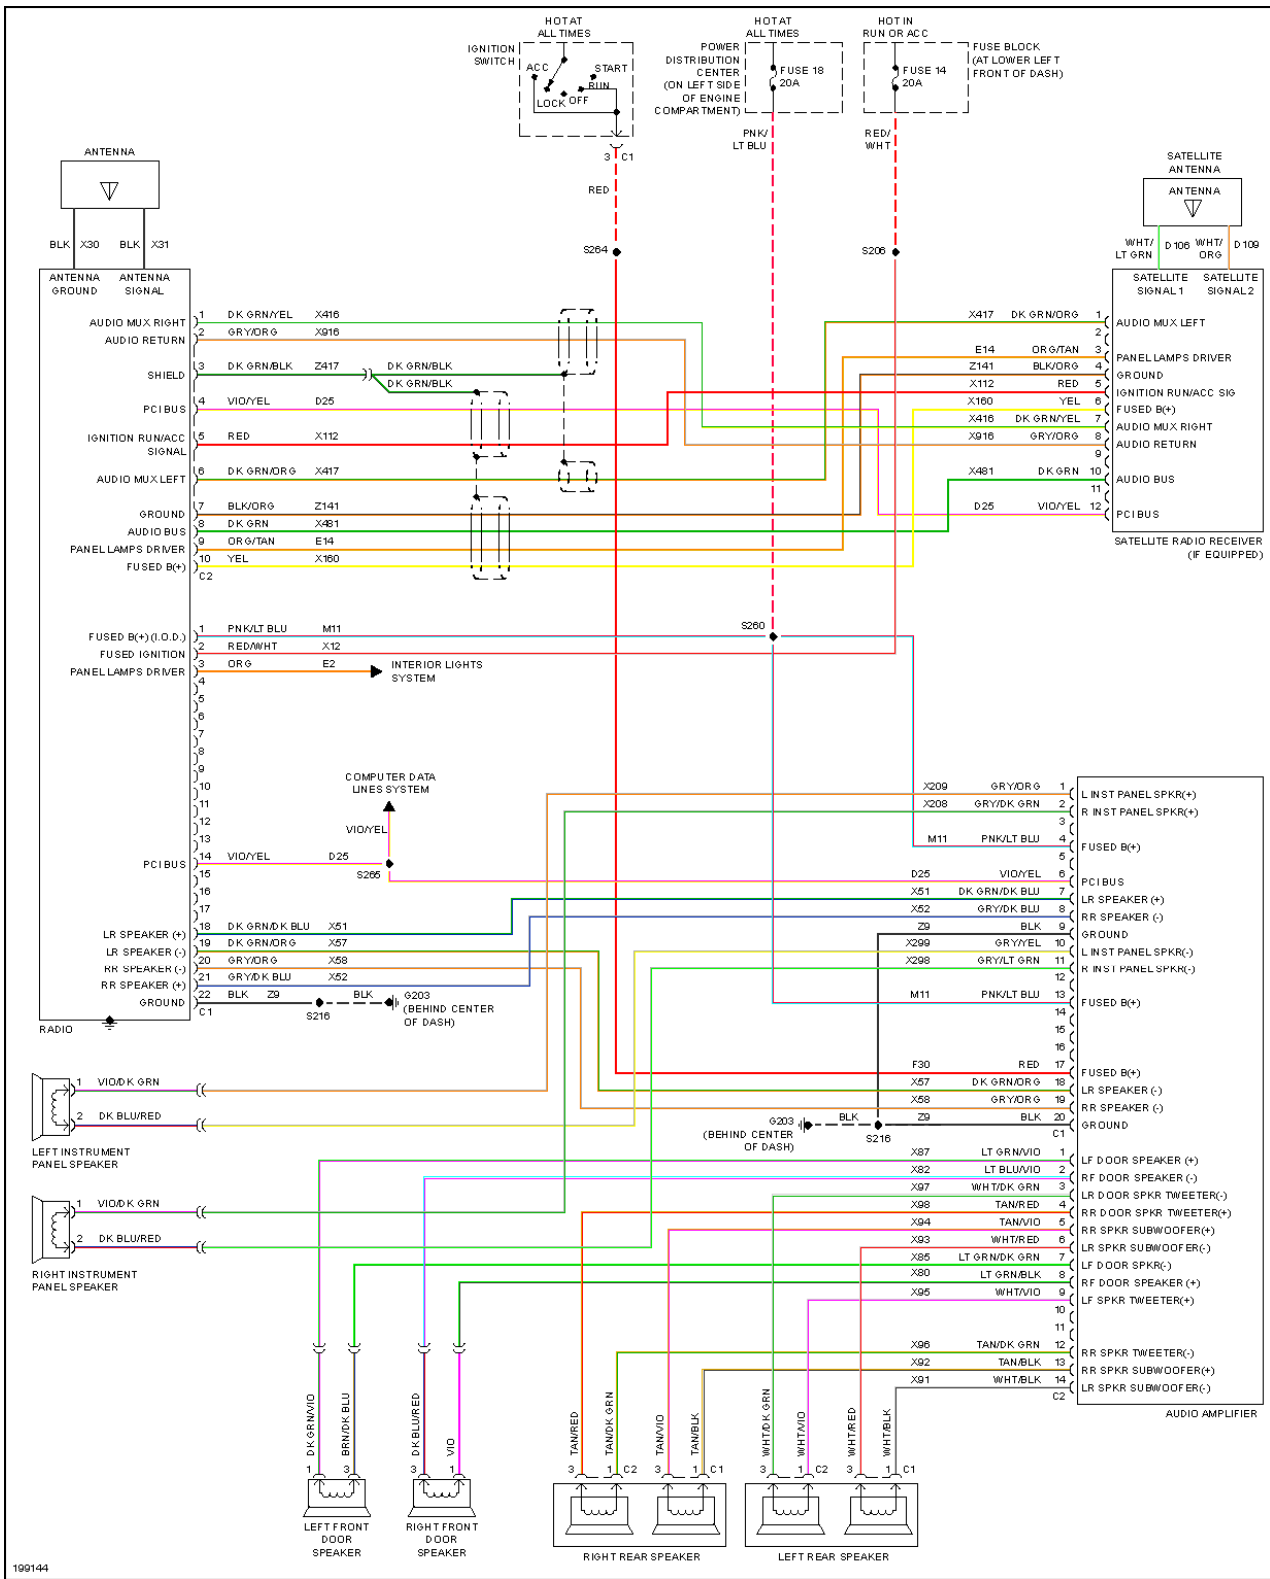 HOT AT
ALL TIMES
HOT AT
ALL TIMES
HOT IN
RUN OR ACC
IGNITION
SWITCH
ACC
START
RUN
LOCK
OFF
3 C1
RED
POWER
DISTRIBUTION
CENTER
(ON LEFT SIDE
OF ENGINE
COMPARTMENT)
FUSE 18
20A
PNK/
LT BLU
FUSE 14
20A
RED/
WHT
FUSE BLOCK
(AT LOWER LEFT
FRONT OF DASH)
S264
S206
S260
ANTENNA
BLK X30
BLK X31
ANTENNA
GROUND
ANTENNA
SIGNAL
SATELLITE
ANTENNA
ANTENNA
WHT/
LT GRN
D106
WHT/
ORG
D109
SATELLITE
SIGNAL 1
SATELLITE
SIGNAL 2
AUDIO MUX RIGHT 1 DK GRN/YEL X416
AUDIO RETURN 2 GRY/ORG X916
SHIELD 3 DK GRN/BLK Z417 DK GRN/BLK
DK GRN/BLK
PCI BUS 4 VIO/YEL D25
IGNITION RUN/ACC
SIGNAL 5 RED X112
AUDIO MUX LEFT 6 DK GRN/ORG X417
GROUND 7 BLK/ORG Z141
AUDIO BUS 8 DK GRN X481
PANEL LAMPS DRIVER 9 ORG/TAN E14
FUSED B(+) 10 YEL X160
C2
X417 DK GRN/ORG 1 AUDIO MUX LEFT
2
E14 ORG/TAN 3 PANEL LAMPS DRIVER
Z141 BLK/ORG 4 GROUND
X112 RED 5 IGNITION RUN/ACC SIG
X160 YEL 6 FUSED B(+)
X416 DK GRN/YEL 7 AUDIO MUX RIGHT
X916 GRY/ORG 8 AUDIO RETURN
9
X481 DK GRN 10 AUDIO BUS
11
D25 VIO/YEL 12 PCI BUS
SATELLITE RADIO RECEIVER
(IF EQUIPPED)
FUSED B(+) (I.O.D.) 1 PNK/LT BLU M11
FUSED IGNITION 2 RED/WHT X12
PANEL LAMPS DRIVER 3 ORG E2
INTERIOR LIGHTS
SYSTEM
4
5
6
7
8
9
10
11
12
13
PCI BUS 14 VIO/YEL D25
15
16
17
LR SPEAKER (+) 18 DK GRN/DK BLU X51
LR SPEAKER (-) 19 DK GRN/ORG X57
RR SPEAKER (-) 20 GRY/ORG X58
RR SPEAKER (+) 21 GRY/DK BLU X52
GROUND 22 BLK Z9 BLK
C1
S216
G203
(BEHIND CENTER
OF DASH)
RADIO
COMPUTER DATA
LINES SYSTEM
VIO/YEL
S265
X209 GRY/ORG 1 L INST PANEL SPKR(+)
X208 GRY/DK GRN 2 R INST PANEL SPKR(+)
3
M11 PNK/LT BLU 4 FUSED B(+)
5
D25 VIO/YEL 6 PCI BUS
X51 DK GRN/DK BLU 7 LR SPEAKER (+)
X52 GRY/DK BLU 8 RR SPEAKER (-)
Z9 BLK 9 GROUND
X299 GRY/YEL 10 L INST PANEL SPKR(-)
X298 GRY/LT GRN 11 R INST PANEL SPKR(-)
12
M11 PNK/LT BLU 13 FUSED B(+)
14
15
16
F30 RED 17 FUSED B(+)
X57 DK GRN/ORG 18 LR SPEAKER (-)
X58 GRY/ORG 19 RR SPEAKER (-)
Z9 BLK 20 GROUND
C1
G203
(BEHIND CENTER
OF DASH)
BLK
S216
X87 LT GRN/VIO 1 LF DOOR SPEAKER (+)
X82 LT BLU/VIO 2 RF DOOR SPEAKER (-)
X97 WHT/DK GRN 3 LR DOOR SPKR TWEETER(-)
X98 TAN/RED 4 RR DOOR SPKR TWEETER(+)
X94 TAN/VIO 5 RR SPKR SUBWOOFER(+)
X93 WHT/RED 6 LR SPKR SUBWOOFER(-)
X85 LT GRN/DK GRN 7 LF DOOR SPKR(-)
X80 LT GRN/BLK 8 RF DOOR SPEAKER (+)
X95 WHT/VIO 9 LF SPKR TWEETER(+)
10
11
X96 TAN/DK GRN 12 RR SPKR TWEETER(-)
X92 TAN/BLK 13 RR SPKR SUBWOOFER(+)
X91 WHT/BLK 14 LR SPKR SUBWOOFER(-)
C2
AUDIO AMPLIFIER
1 VIO/DK GRN
2 DK BLU/RED
LEFT INSTRUMENT
PANEL SPEAKER
1 VIO/DK GRN
2 DK BLU/RED
RIGHT INSTRUMENT
PANEL SPEAKER
DK GRN/VIO
BRN/DK BLU
DK BLU/RED
VIO
TAN/RED
TAN/DK GRN
TAN/VIO
TAN/BLK
WHT/DK GRN
WHT/VIO
WHT/RED
WHT/BLK
1 3
3 1
3 1 C2
3 1 C1
3 1 C2
3 1 C1
LEFT FRONT
DOOR
SPEAKER
RIGHT FRONT
DOOR
SPEAKER
RIGHT REAR SPEAKER
LEFT REAR SPEAKER
199144